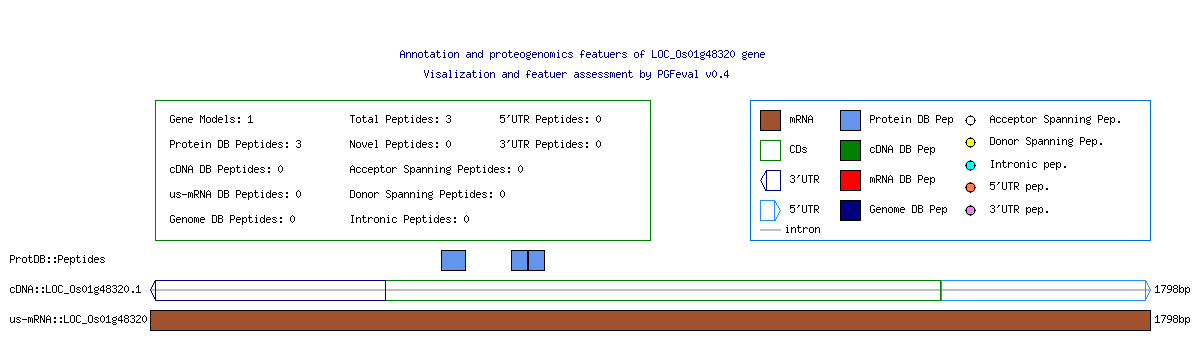 Annotation and proteogenomics featuers of LOC_Os01g48320 gene
Visalization and featuer assessment by PGFeval v0.4
Gene Models: 1 Total Peptides: 3 5'UTR Peptides: 0
Protein DB Peptides: 3 Novel Peptides: 0 3'UTR Peptides: 0
cDNA DB Peptides: 0 Acceptor Spanning Peptides: 0
us-mRNA DB Peptides: 0 Donor Spanning Peptides: 0
Genome DB Peptides: 0 Intronic Peptides: 0
mRNA Protein DB Pep Acceptor Spanning Pep.
CDs cDNA DB Pep Donor Spanning Pep.
3'UTR mRNA DB Pep Intronic pep.
5'UTR Genome DB Pep 5'UTR pep.
intron 3'UTR pep.
ProtDB::Peptides
cDNA::LOC_Os01g48320.1 1798bp
us-mRNA::LOC_Os01g48320 1798bp